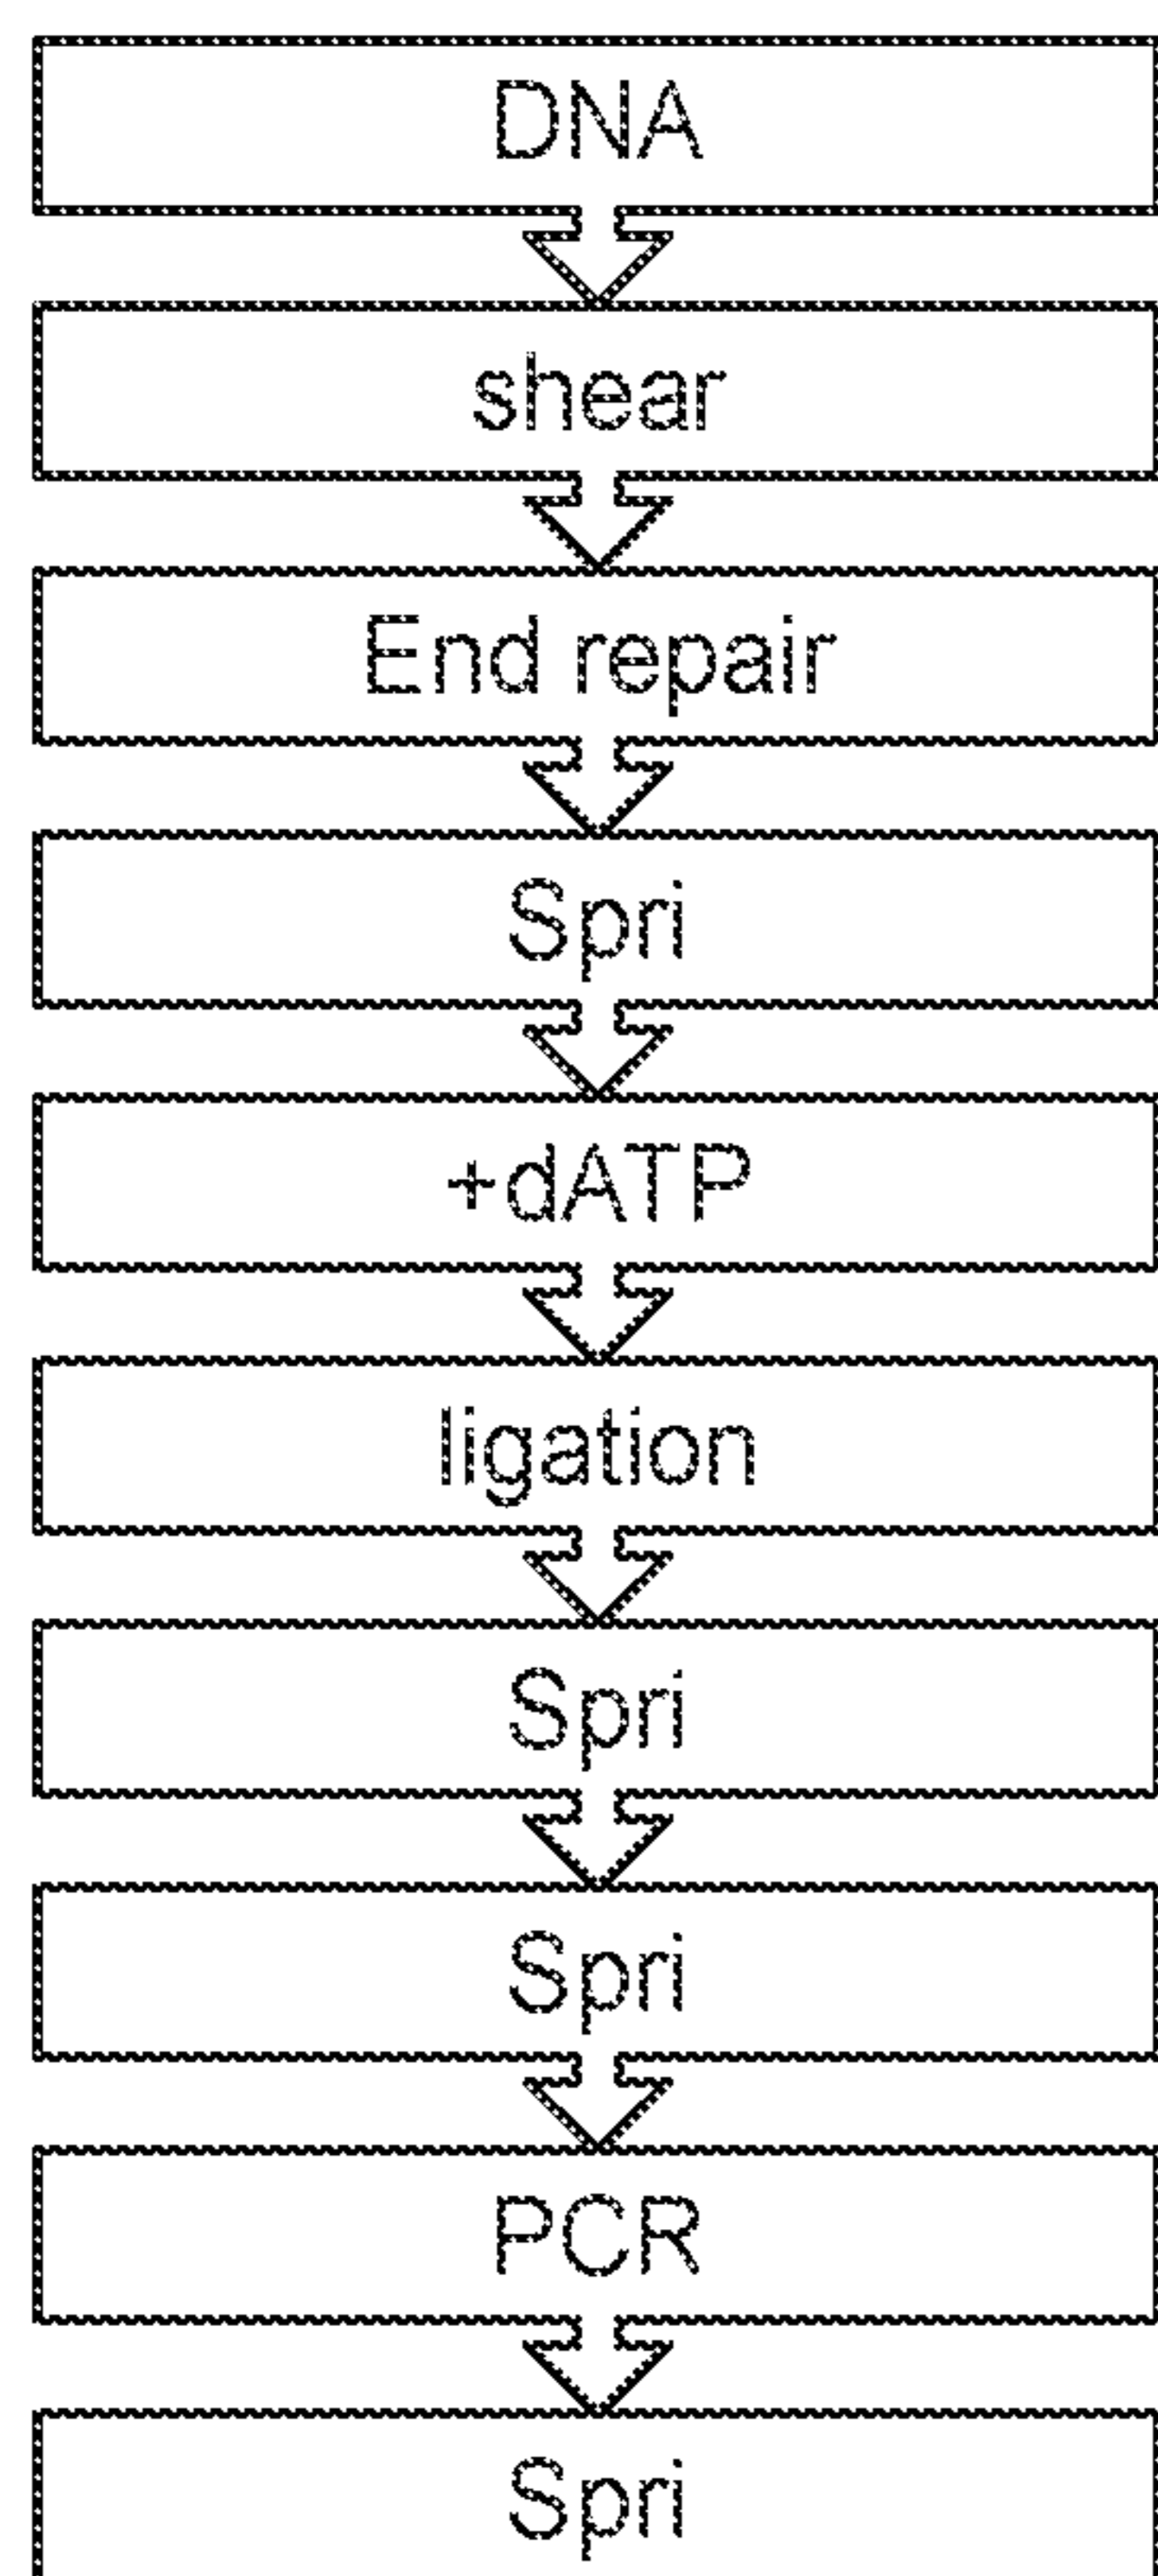 DNA
shear
End repair
Spri
+dATP
ligation
Spri
Spri
PCR
Spri